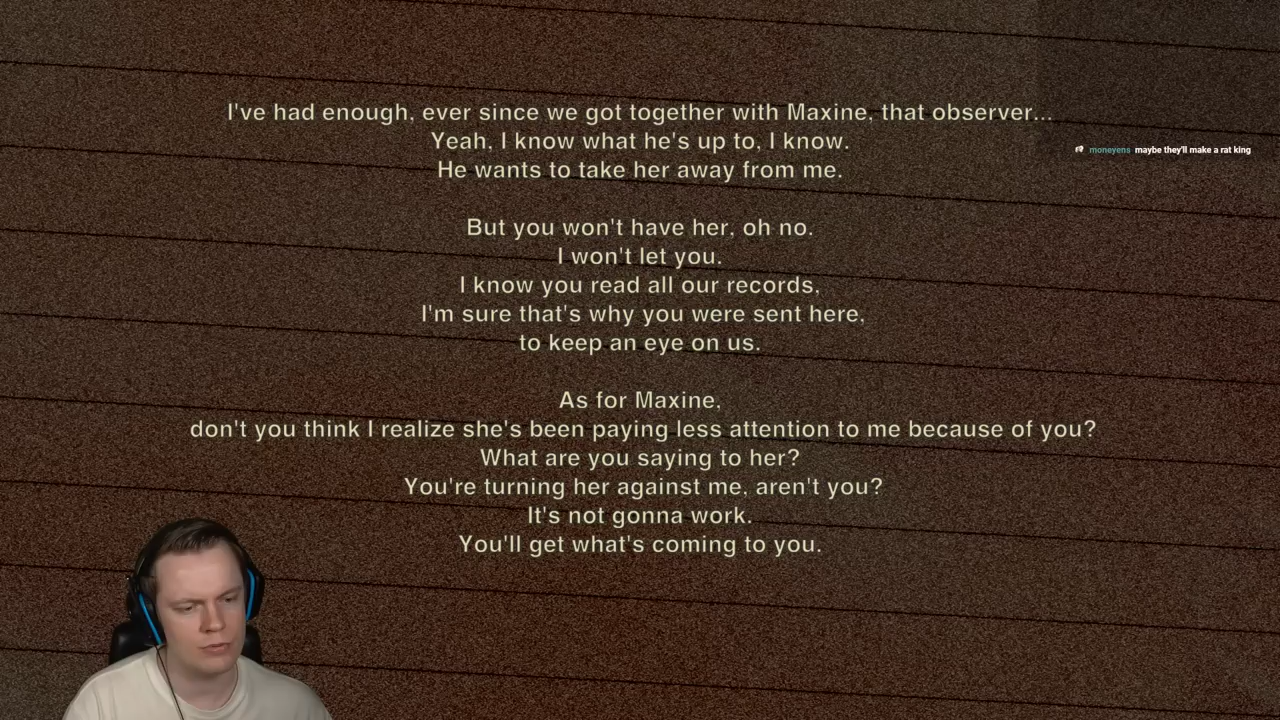 I've had enough, ever since we got together with Maxine, that observer...
Yeah, I know what he's up to, I know.
He wants to take her away from me.
But you won't have her, oh no.
I won't let you.
I know you read all our records,
I'm sure that's why you were sent here,
to keep an eye on us.
As for Maxine,
don't you think I realize she's been paying less attention to me because of you?
What are you saying to her?
You're turning her against me, aren't you?
It's not gonna work.
You'll get what's coming to you.
moneyens maybe they'll make a rat king